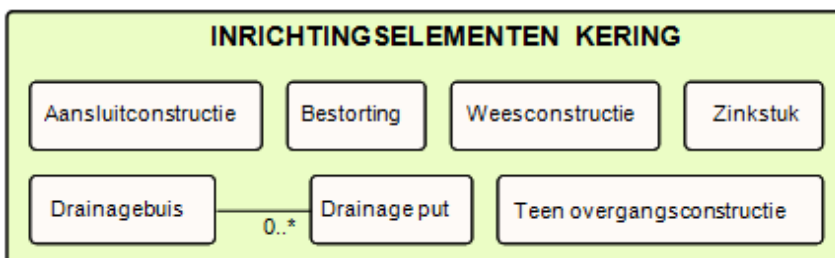 INRICHTINGSELEMENTEN KERING
Aansluitconstructie
Bestorting
Weesconstructie
Zinkstuk
Drainagebuis
0..*
Drainage put
Teen overgangsconstructie